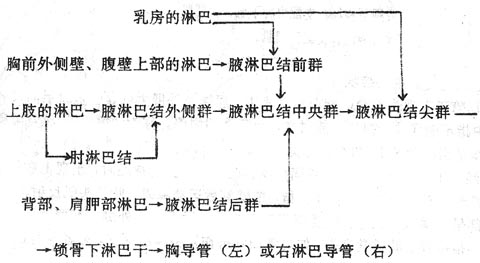 乳房的淋巴
胸前外侧壁、腹壁上部的淋巴→腋淋巴结前群
上肢的淋巴→腋淋巴结外侧群→腋淋巴结中央群→腋淋巴结尖群—
肘淋巴结
背部、肩胛部淋巴→腋淋巴结后群
→锁骨下淋巴干→胸导管（左）或右淋巴导管（右）